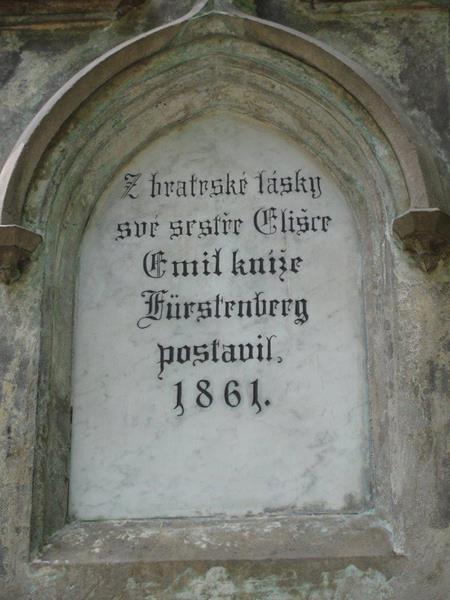 Z bratrské lásky
své sestře Elišce
Emil kníže
Fürstenberg
postavil,
1861.